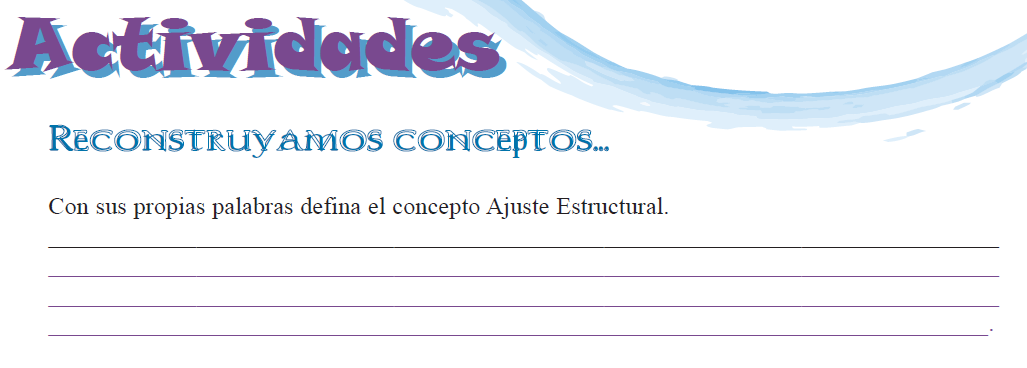 Actividades
Reconstruyamos conceptos...
Con sus propias palabras defina el concepto Ajuste Estructural.
.